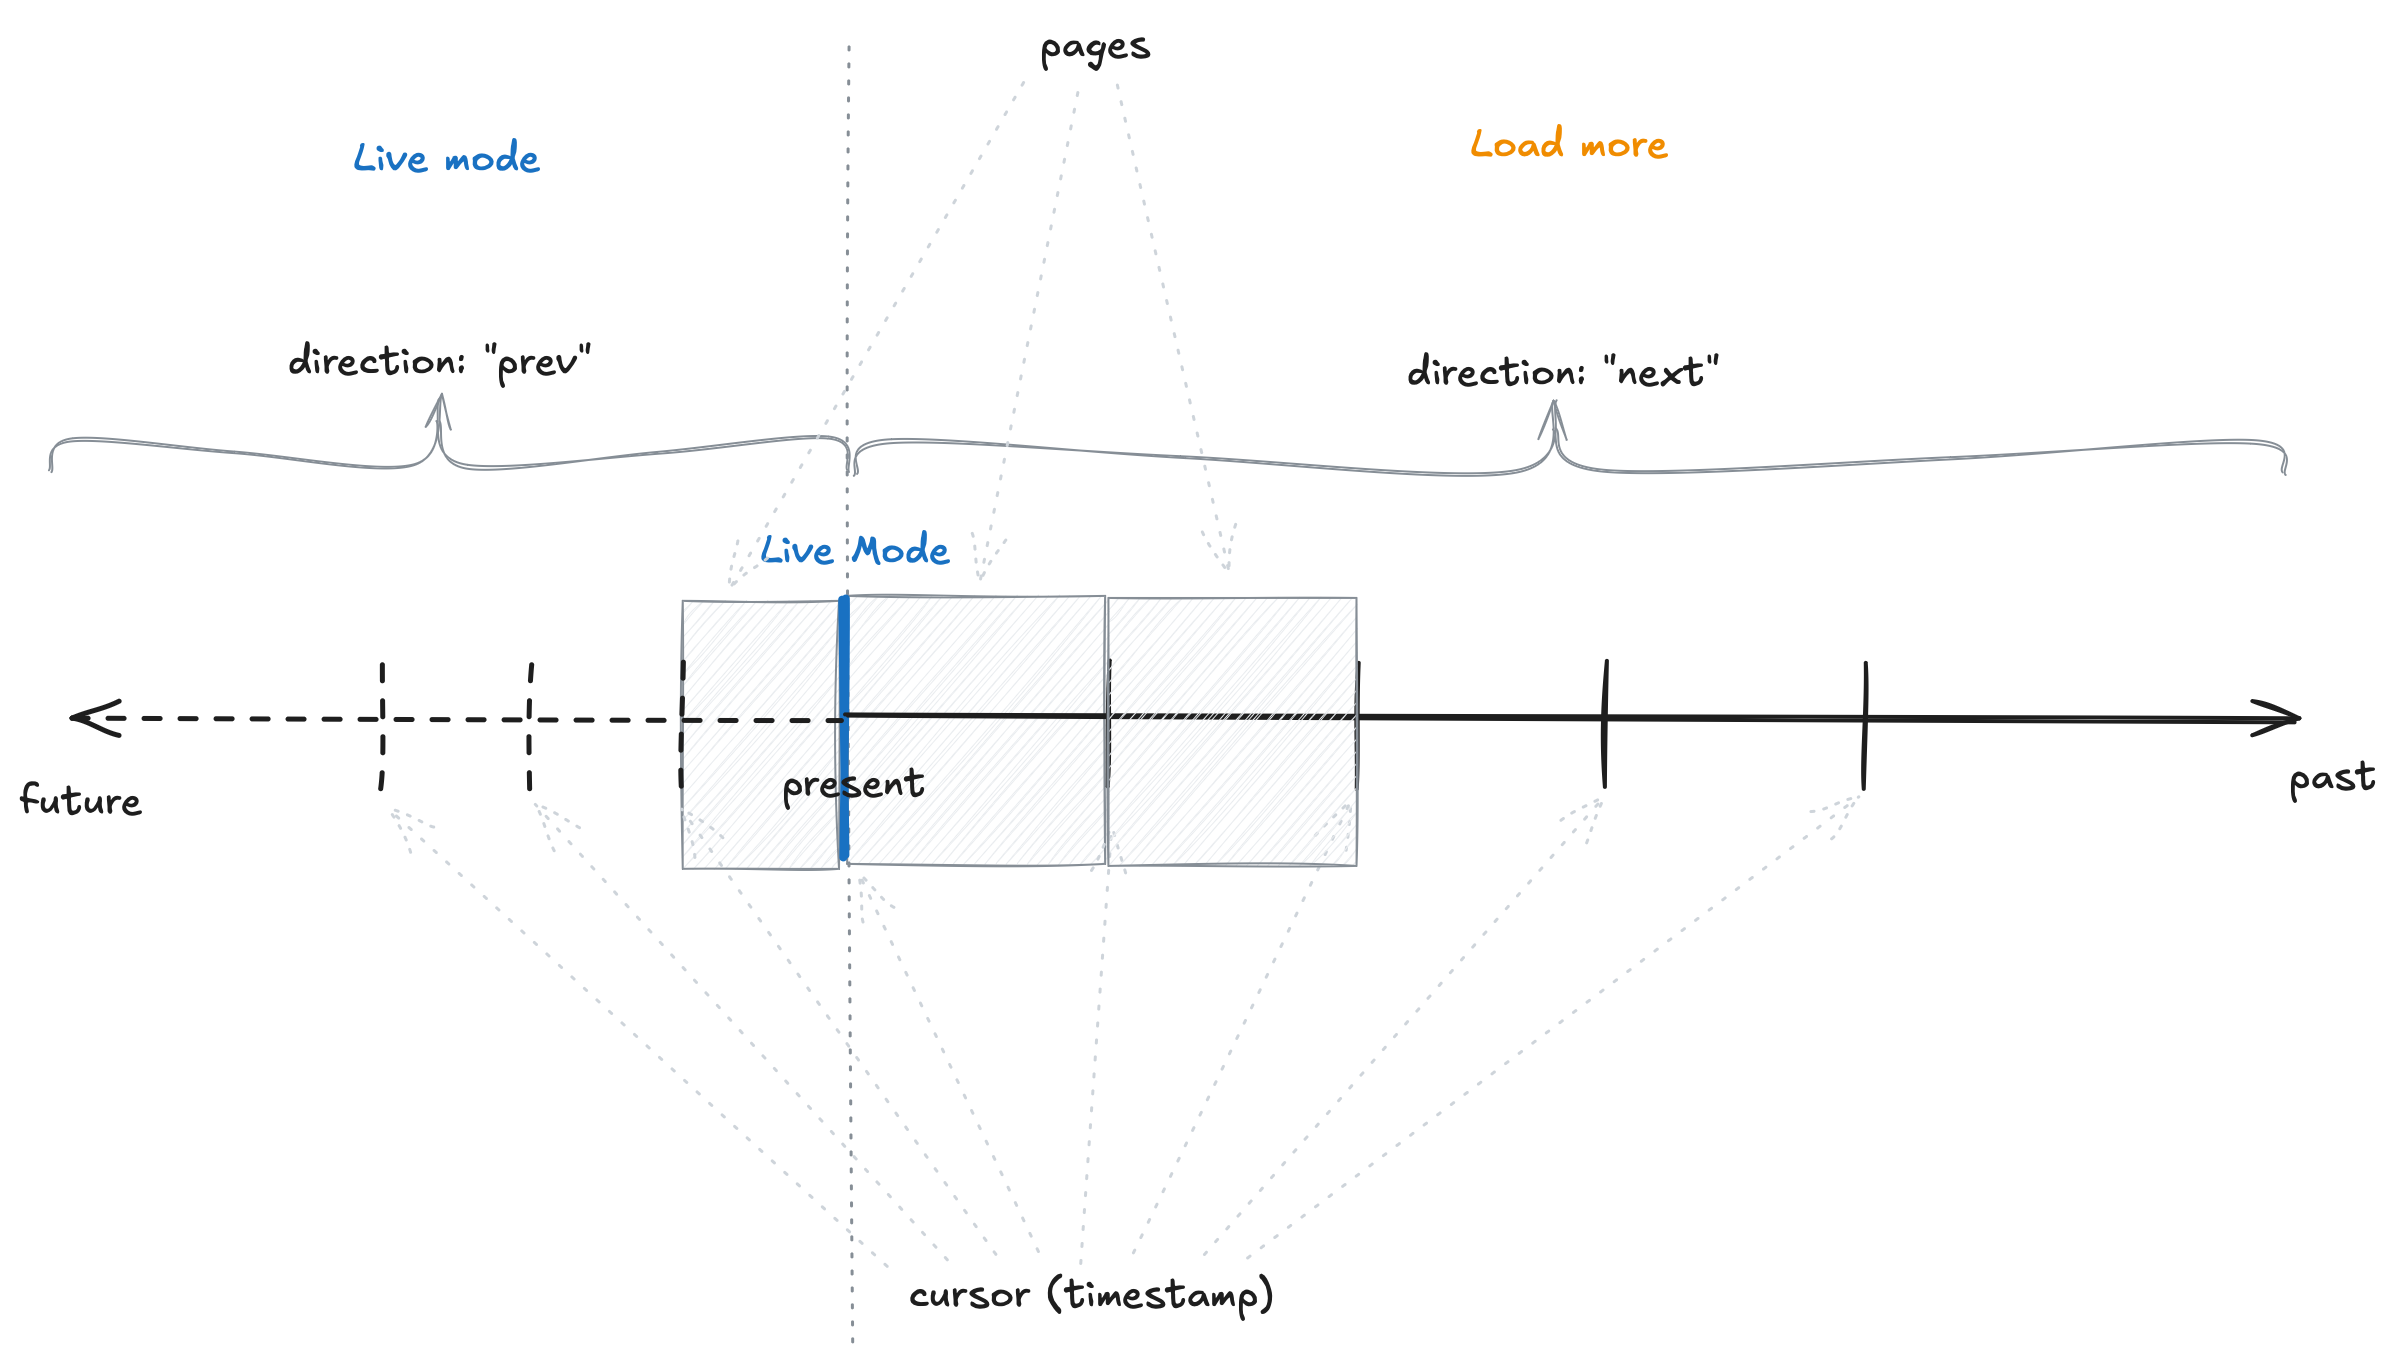 pages
Live mode
Load more
direction: "prev"
direction: "next"
Live Mode
future
present
past
cursor (timestamp)